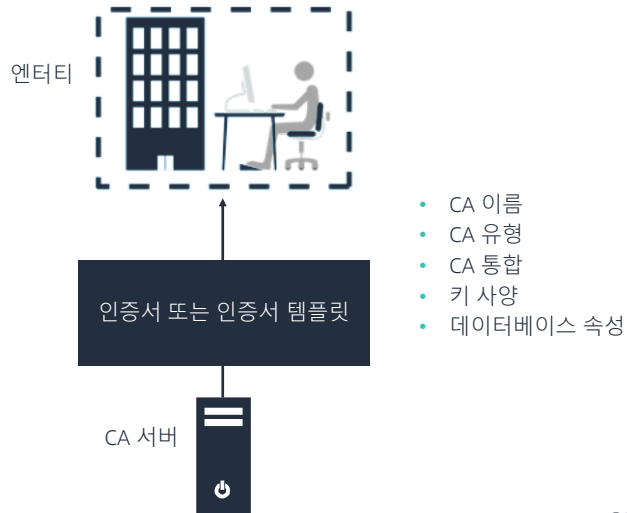 엔터티
CA 이름
CA 유형
CA 통합
키 사양
데이터베이스 속성
인증서 또는 인증서 템플릿
CA 서버